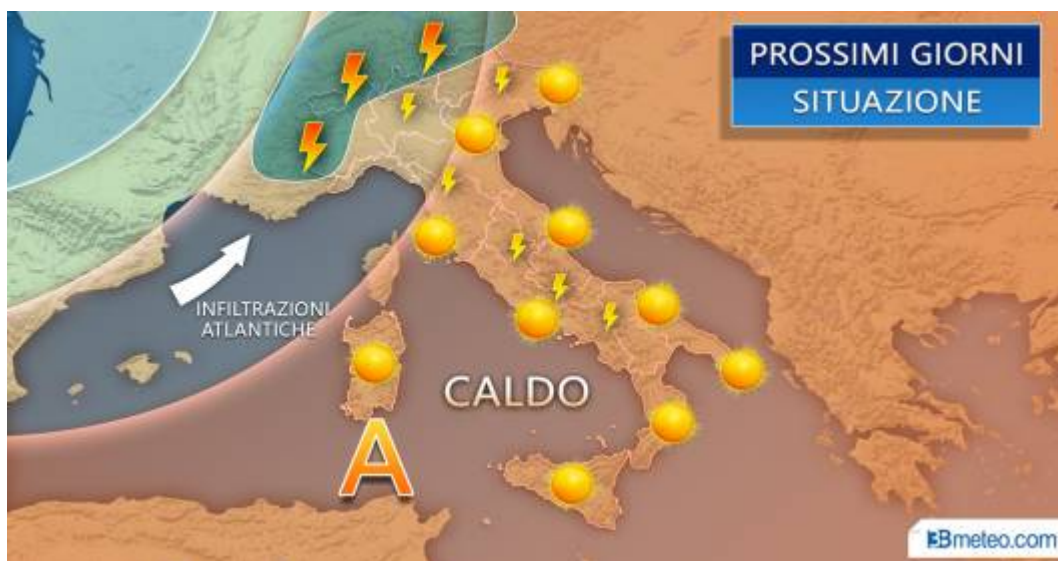 PROSSIMI GIORNI
SITUAZIONE
INFILTRAZIONI
ATLANTICHE
CALDO
A
3Bmeteo.com